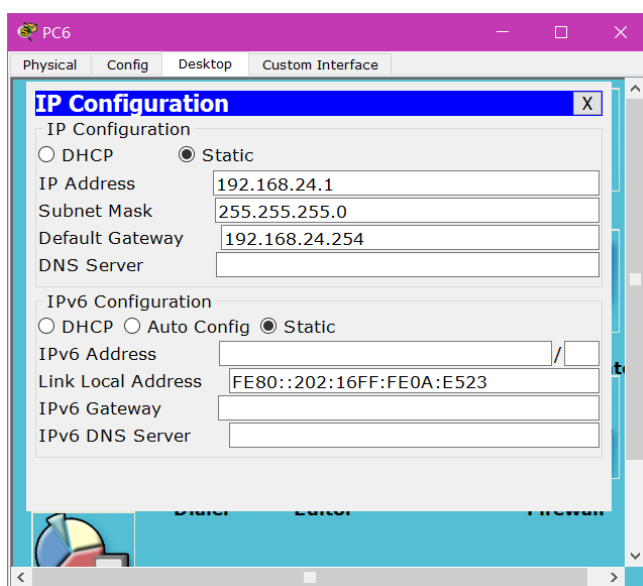 PC6
Physical Config Desktop Custom Interface
IP Configuration X
IP Configuration
DHCP Static
IP Address 192.168.24.1
Subnet Mask 255.255.255.0
Default Gateway 192.168.24.254
DNS Server
IPv6 Configuration
DHCP Auto Config Static
IPv6 Address /
Link Local Address FE80::202:16FF:FE0A:E523
IPv6 Gateway
IPv6 DNS Server